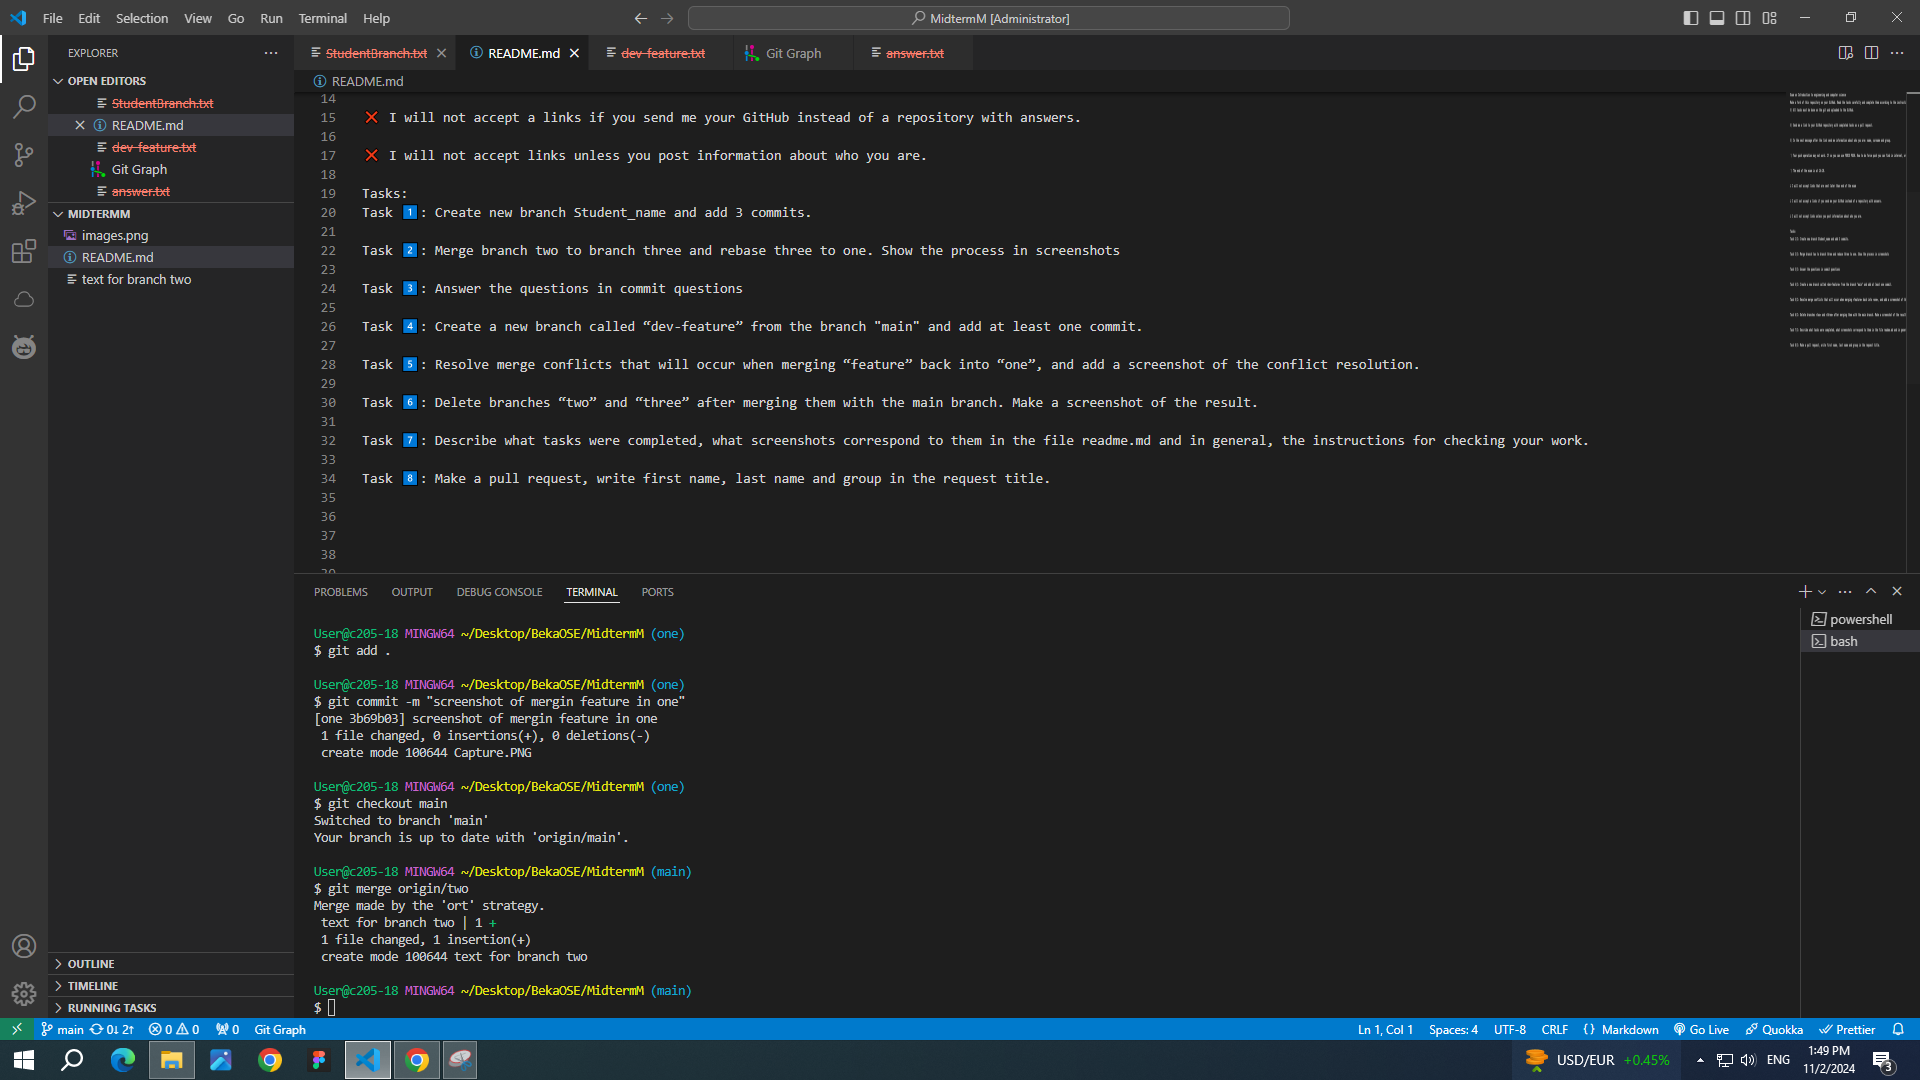 File Edit Selection View Go Run Terminal Help
MidtermM [Administrator]
EXPLORER
OPEN EDITORS
StudentBranch.txt
README.md
dev-feature.txt
Git Graph
answer.txt
MIDTERMM
images.png
README.md
text for branch two
OUTLINE
TIMELINE
RUNNING TASKS
StudentBranch.txt README.md dev-feature.txt Git Graph answer.txt
README.md
14
15 ❌ I will not accept a links if you send me your GitHub instead of a repository with answers.
16
17 ❌ I will not accept links unless you post information about who you are.
18
19 Tasks:
20 Task 1️⃣: Create new branch Student_name and add 3 commits.
21
22 Task 2️⃣: Merge branch two to branch three and rebase three to one. Show the process in screenshots
23
24 Task 3️⃣: Answer the questions in commit questions
25
26 Task 4️⃣: Create a new branch called “dev-feature” from the branch "main" and add at least one commit.
27
28 Task 5️⃣: Resolve merge conflicts that will occur when merging “feature” back into “one”, and add a screenshot of the conflict resolution.
29
30 Task 6️⃣: Delete branches “two” and “three” after merging them with the main branch. Make a screenshot of the result.
31
32 Task 7️⃣: Describe what tasks were completed, what screenshots correspond to them in the file readme.md and in general, the instructions for checking your work.
33
34 Task 8️⃣: Make a pull request, write first name, last name and group in the request title.
35
36
37
38
PROBLEMS OUTPUT DEBUG CONSOLE TERMINAL PORTS
powershell
bash
User@c205-18 MINGW64 ~/Desktop/BekaOSE/MidtermM (one)
$ git add .
User@c205-18 MINGW64 ~/Desktop/BekaOSE/MidtermM (one)
$ git commit -m "screenshot of mergin feature in one"
[one 3b69b03] screenshot of mergin feature in one
1 file changed, 0 insertions(+), 0 deletions(-)
create mode 100644 Capture.PNG
User@c205-18 MINGW64 ~/Desktop/BekaOSE/MidtermM (one)
$ git checkout main
Switched to branch 'main'
Your branch is up to date with 'origin/main'.
User@c205-18 MINGW64 ~/Desktop/BekaOSE/MidtermM (main)
$ git merge origin/two
Merge made by the 'ort' strategy.
text for branch two | 1 +
1 file changed, 1 insertion(+)
create mode 100644 text for branch two
User@c205-18 MINGW64 ~/Desktop/BekaOSE/MidtermM (main)
$
main 0↓ 2↑ 0 0 0 Git Graph Ln 1, Col 1 Spaces: 4 UTF-8 CRLF {} Markdown Go Live Quokka Prettier
USD/EUR +0.45% ENG 1:49 PM
11/2/2024 3